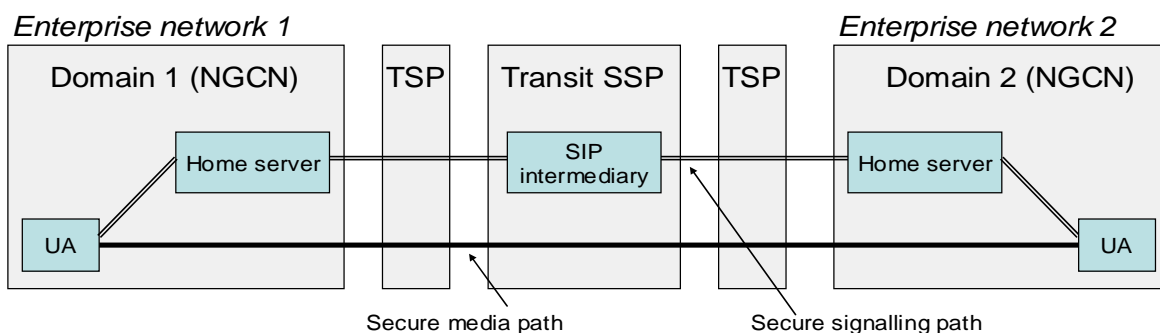 Enterprise network 1
Enterprise network 2
Domain 1 (NGCN)
TSP
Transit SSP
TSP
Domain 2 (NGCN)
Home server
SIP
intermediary
Home server
UA
UA
Secure media path
Secure signalling path